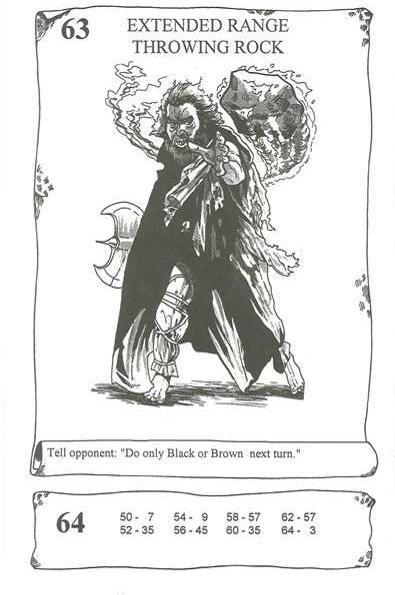 63
EXTENDED RANGE
THROWING ROCK
Tell opponent: "Do only Black or Brown next turn."
64
50 - 7 54 - 9 58 - 57 62 - 57
52 - 35 56 - 45 60 - 35 64 - 3